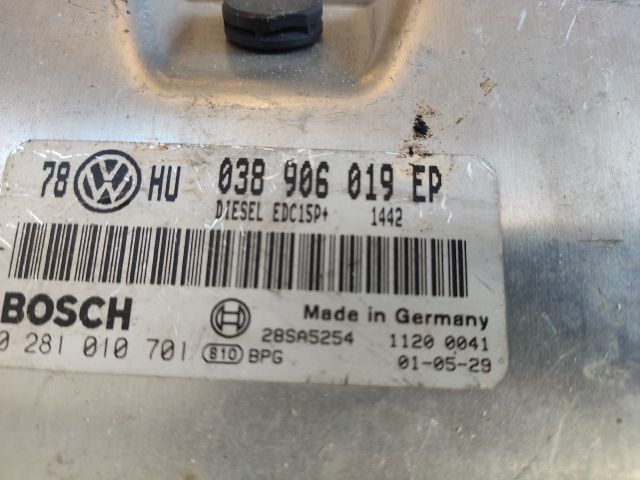 78 VW HU 038 906 019 EP
DIESEL EDC15P+ 1442
BOSCH Made in Germany
0 281 010 701 28SA5254 1120 0041
810 BPG 01-05-29